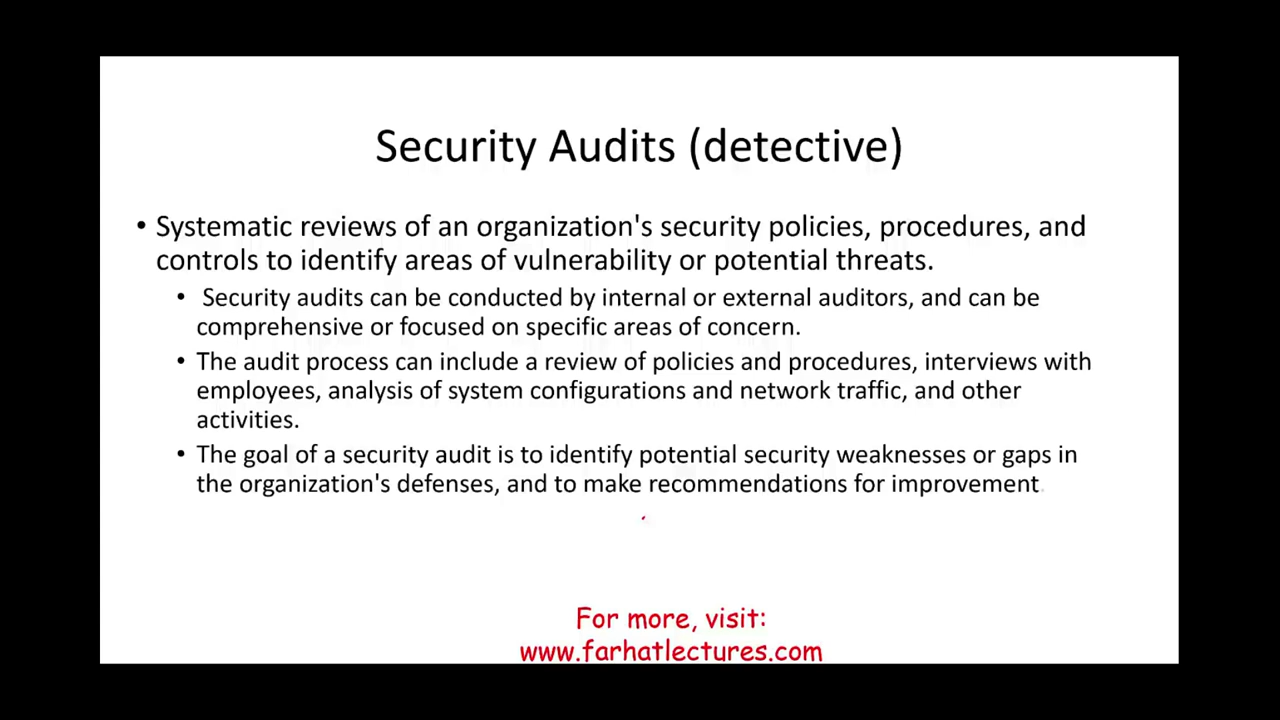 Security Audits (detective)
• Systematic reviews of an organization's security policies, procedures, and
controls to identify areas of vulnerability or potential threats.
• Security audits can be conducted by internal or external auditors, and can be
comprehensive or focused on specific areas of concern.
• The audit process can include a review of policies and procedures, interviews with
employees, analysis of system configurations and network traffic, and other
activities.
• The goal of a security audit is to identify potential security weaknesses or gaps in
the organization's defenses, and to make recommendations for improvement.
For more, visit:
www.farhatlectures.com